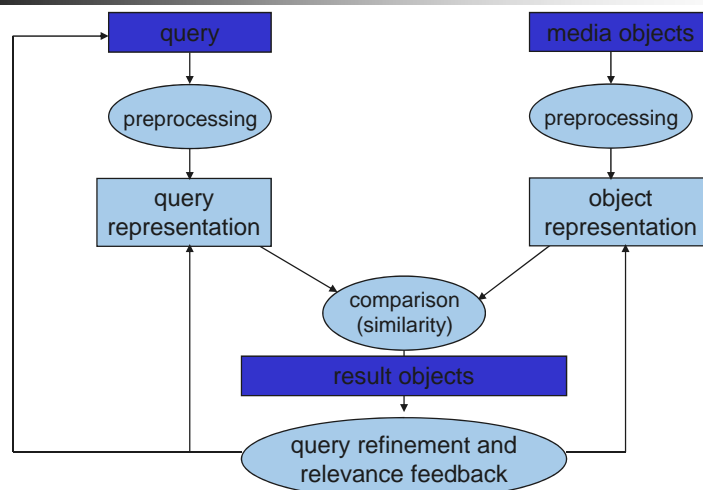 query
media objects
preprocessing
preprocessing
query
representation
object
representation
comparison
(similarity)
result objects
query refinement and
relevance feedback